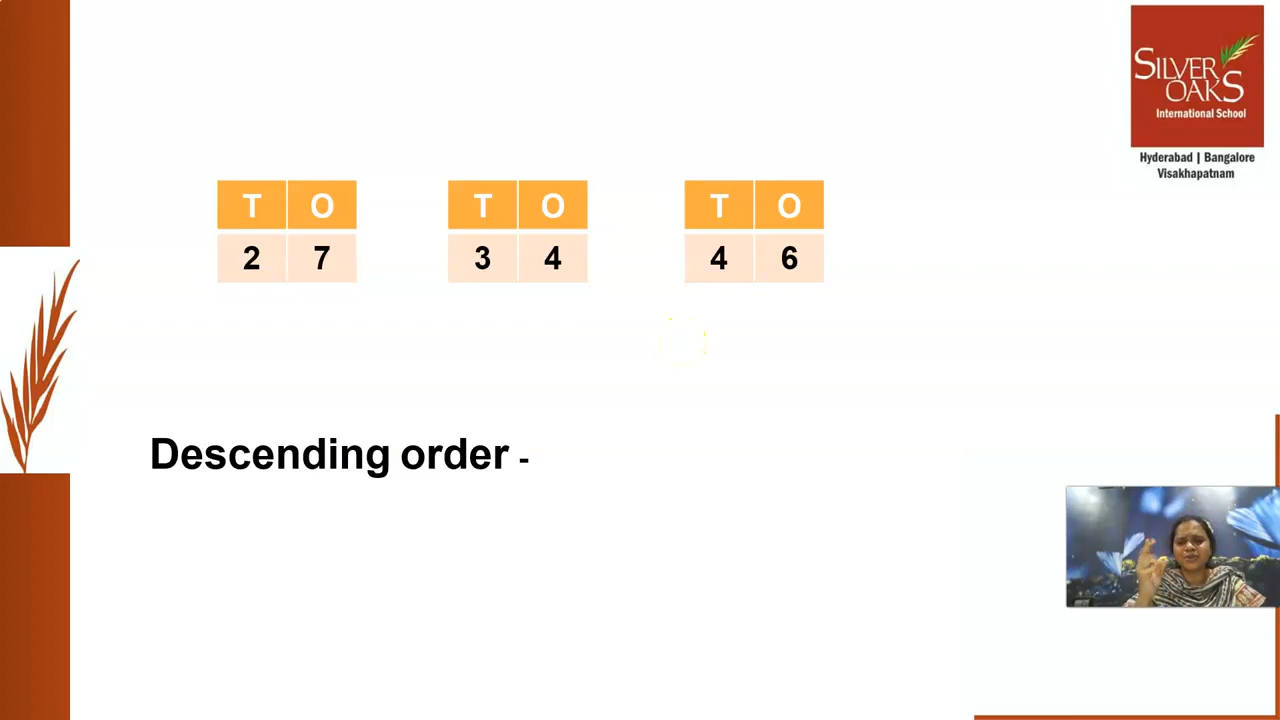 SILVER
OAKS
International School
Hyderabad | Bangalore
Visakhapatnam
T O T O T O
2 7 3 4 4 6
Descending order -